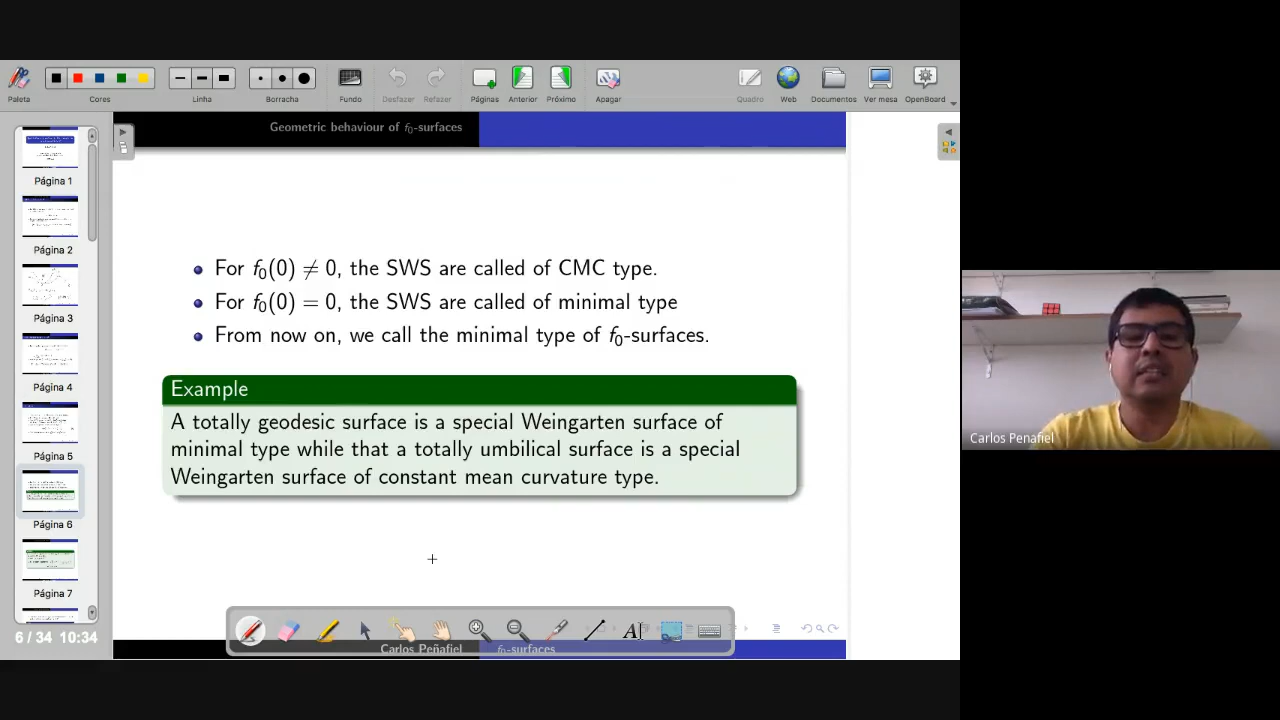 Paleta
Cores
Linha
Borracha
Fundo
Desfazer
Refazer
Páginas
Anterior
Próximo
Apagar
Quadro
Web
Documentos
Ver mesa
OpenBoard
Geometric behaviour of f₀-surfaces
Página 1
Página 2
Página 3
Página 4
Página 5
Página 6
Página 7
6 / 34 10:34
For f₀(0) ≠ 0, the SWS are called of CMC type.
For f₀(0) = 0, the SWS are called of minimal type
From now on, we call the minimal type of f₀-surfaces.
Example
A totally geodesic surface is a special Weingarten surface of
minimal type while that a totally umbilical surface is a special
Weingarten surface of constant mean curvature type.
Carlos Peñafiel
f₀-surfaces
Carlos Penafiel